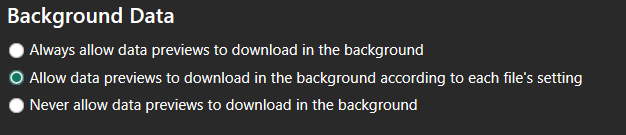 Background Data
Always allow data previews to download in the background
Allow data previews to download in the background according to each file's setting
Never allow data previews to download in the background